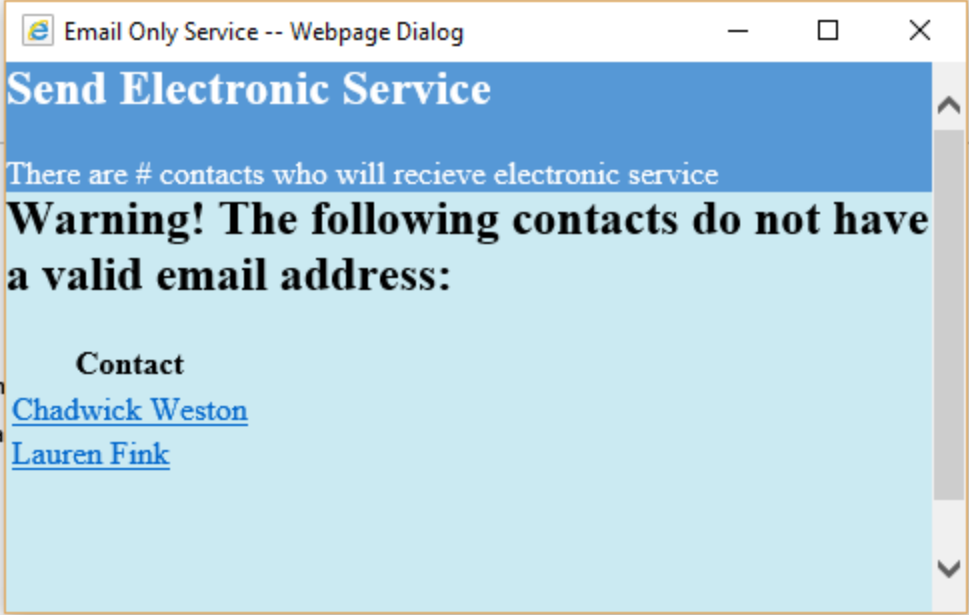 Email Only Service -- Webpage Dialog
Send Electronic Service
There are # contacts who will recieve electronic service
Warning! The following contacts do not have
a valid email address:
Contact
Chadwick Weston
Lauren Fink